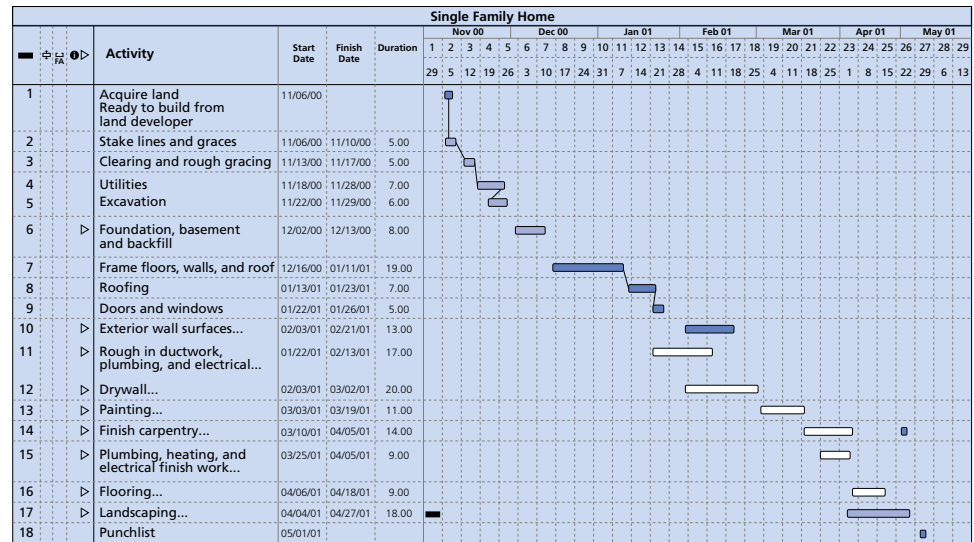 Single Family Home
Activity Start Date Finish Date Duration Nov 00 Dec 00 Jan 01 Feb 01 Mar 01 Apr 01 May 01
FA 1 2 3 4 5 6 7 8 9 10 11 12 13 14 15 16 17 18 19 20 21 22 23 24 25 26 27 28 29
29 5 12 19 26 3 10 17 24 31 7 14 21 28 4 11 18 25 4 11 18 25 1 8 15 22 29 6 13
1 Acquire land 11/06/00
Ready to build from
land developer
2 Stake lines and graces 11/06/00 11/10/00 5.00
3 Clearing and rough gracing 11/13/00 11/17/00 5.00
4 Utilities 11/18/00 11/28/00 7.00
5 Excavation 11/22/00 11/29/00 6.00
6 Foundation, basement 12/02/00 12/13/00 8.00
and backfill
7 Frame floors, walls, and roof 12/16/00 01/11/01 19.00
8 Roofing 01/13/01 01/23/01 7.00
9 Doors and windows 01/22/01 01/26/01 5.00
10 Exterior wall surfaces... 02/03/01 02/21/01 13.00
11 Rough in ductwork, 01/22/01 02/13/01 17.00
plumbing, and electrical...
12 Drywall... 02/03/01 03/02/01 20.00
13 Painting... 03/03/01 03/19/01 11.00
14 Finish carpentry... 03/10/01 04/05/01 14.00
15 Plumbing, heating, and 03/25/01 04/05/01 9.00
electrical finish work...
16 Flooring... 04/06/01 04/18/01 9.00
17 Landscaping... 04/04/01 04/27/01 18.00
18 Punchlist 05/01/01